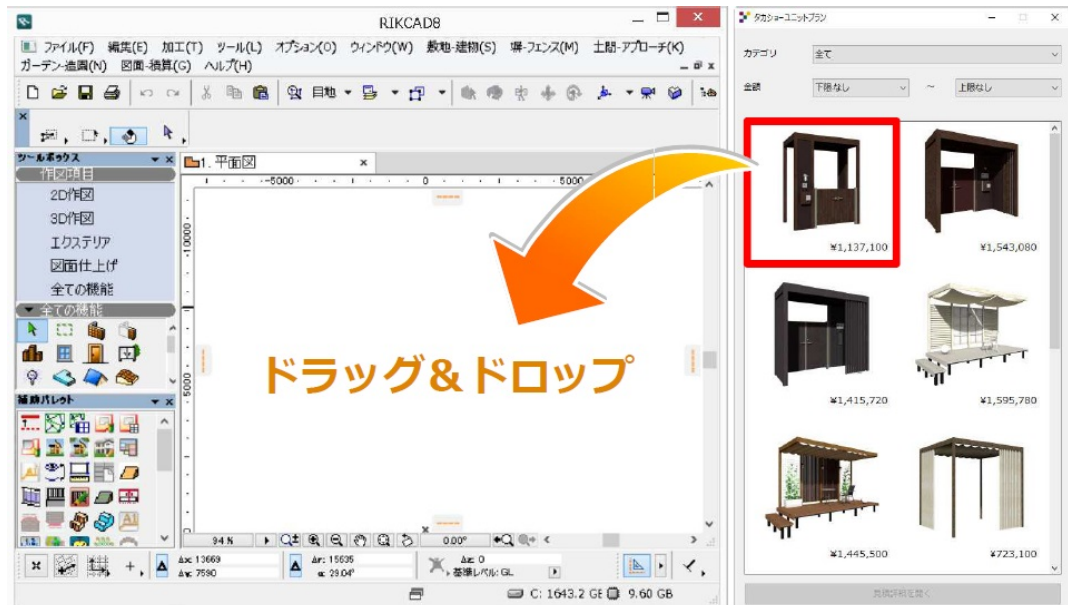 RIKCAD8
ファイル(F) 編集(E) 加工(T) ツール(L) オプション(O) ウィンドウ(W) 敷地-建物(S) 塀-フェンス(M) 土間-アプローチ(K)
ガーデン-造園(N) 図面-積算(G) ヘルプ(H)
目地
ツールボックス
作図項目
2D作図
3D作図
エクステリア
図面仕上げ
全ての機能
全ての機能
補助パレット
1. 平面図
-5000
0
5000
10000
5000
ドラッグ&ドロップ
94 %
0.00°
Δx: 13669
Δy: 7590
Δr: 15635
α: 29.04°
Δz: 0
基準レベル: GL
C: 1643.2 GE
9.60 GB
タカショーユニットプラン
カテゴリ
全て
金額
下限なし
~
上限なし
¥1,137,100
¥1,543,080
¥1,415,720
¥1,595,780
¥1,445,500
¥723,100
見積詳細を開く